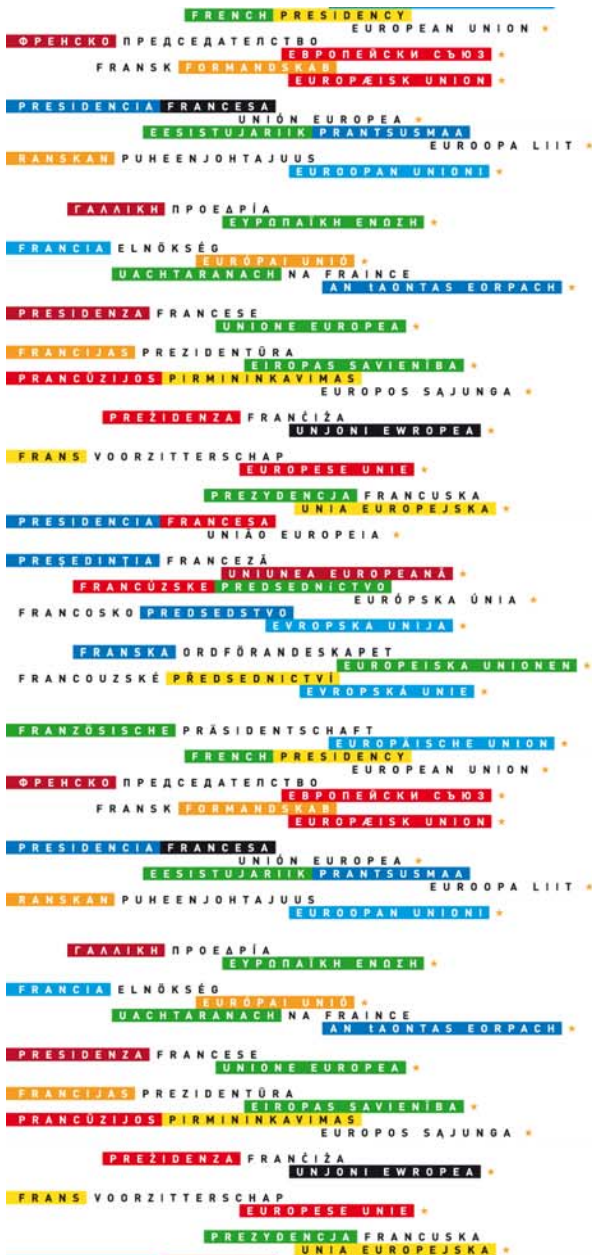 FRENCH PRESIDENCY
EUROPEAN UNION
ФРЕНСКО ПРЕДСЕДАТЕЛСТВО
ЕВРОПЕЙСКИ СЪЮЗ
FRANSK FORMANDSKAB
EUROPÆISK UNION
PRESIDENCIA FRANCESA
UNIÓN EUROPEA
EESISTUJARIIK PRANTSUSMAA
EUROOPA LIIT
RANSKAN PUHEENJOHTAJUUS
EUROOPAN UNIONI
ΓΑΛΛΙΚΗ ΠΡΟΕΔΡΊΑ
ΕΥΡΩΠΑΪΚΗ ΕΝΩΣΗ
FRANCIA ELNÖKSÉG
EURÓPAI UNIÓ
UACHTARANACH NA FRAINCE
AN tAONTAS EORPACH
PRESIDENZA FRANCESE
UNIONE EUROPEA
FRANCIJAS PREZIDENTŪRA
EIROPAS SAVIENĪBA
PRANCŪZIJOS PIRMININKAVIMAS
EUROPOS SĄJUNGA
PREŻIDENZA FRANĊIŻA
UNJONI EWROPEA
FRANS VOORZITTERSCHAP
EUROPESE UNIE
PREZYDENCJA FRANCUSKA
UNIA EUROPEJSKA
PRESIDENCIA FRANCESA
UNIÃO EUROPEIA
PREŞEDINŢIA FRANCEZĂ
UNIUNEA EUROPEANĂ
FRANCÚZSKE PREDSEDNÍCTVO
EURÓPSKA ÚNIA
FRANCOSKO PREDSEDSTVO
EVROPSKA UNIJA
FRANSKA ORDFÖRANDESKAPET
EUROPEISKA UNIONEN
FRANCOUZSKÉ PŘEDSEDNICTVÍ
EVROPSKÁ UNIE
FRANZÖSISCHE PRÄSIDENTSCHAFT
EUROPÄISCHE UNION
FRENCH PRESIDENCY
EUROPEAN UNION
ФРЕНСКО ПРЕДСЕДАТЕЛСТВО
ЕВРОПЕЙСКИ СЪЮЗ
FRANSK FORMANDSKAB
EUROPÆISK UNION
PRESIDENCIA FRANCESA
UNIÓN EUROPEA
EESISTUJARIIK PRANTSUSMAA
EUROOPA LIIT
RANSKAN PUHEENJOHTAJUUS
EUROOPAN UNIONI
ΓΑΛΛΙΚΗ ΠΡΟΕΔΡΊΑ
ΕΥΡΩΠΑΪΚΗ ΕΝΩΣΗ
FRANCIA ELNÖKSÉG
EURÓPAI UNIÓ
UACHTARANACH NA FRAINCE
AN tAONTAS EORPACH
PRESIDENZA FRANCESE
UNIONE EUROPEA
FRANCIJAS PREZIDENTŪRA
EIROPAS SAVIENĪBA
PRANCŪZIJOS PIRMININKAVIMAS
EUROPOS SĄJUNGA
PREŻIDENZA FRANĊIŻA
UNJONI EWROPEA
FRANS VOORZITTERSCHAP
EUROPESE UNIE
PREZYDENCJA FRANCUSKA
UNIA EUROPEJSKA